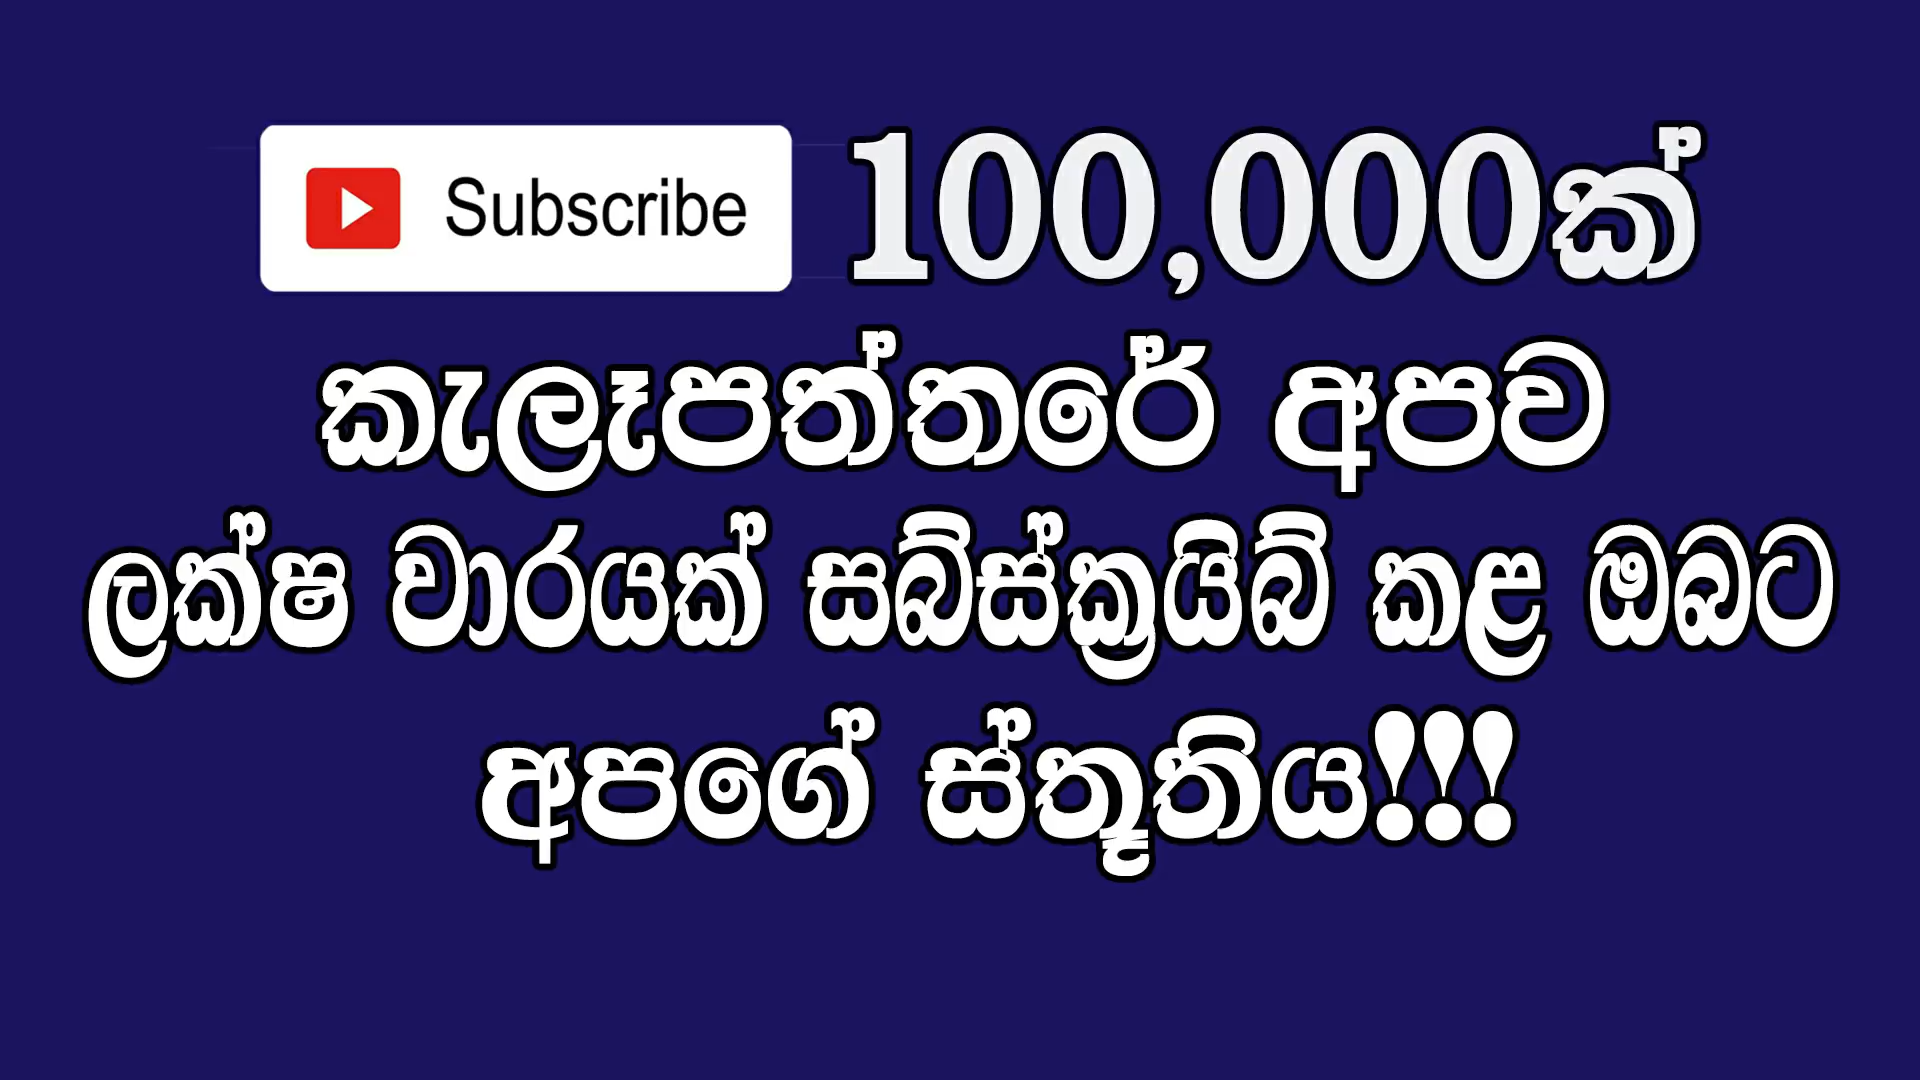 Subscribe 100,000ක්
කැලෑපත්තරේ අපව
ලක්ෂ වාරයක් සබ්ස්ක්‍රයිබ් කළ ඔබට
අපගේ ස්තූතිය!!!